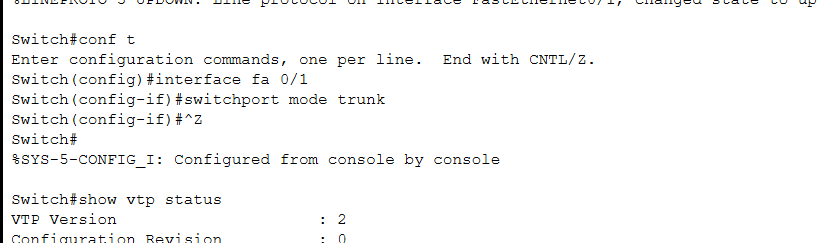 %LINEPROTO-5-UPDOWN: Line protocol on Interface FastEthernet0/1, changed state to up
Switch#conf t
Enter configuration commands, one per line.  End with CNTL/Z.
Switch(config)#interface fa 0/1
Switch(config-if)#switchport mode trunk
Switch(config-if)#^Z
Switch#
%SYS-5-CONFIG_I: Configured from console by console
Switch#show vtp status
VTP Version                     : 2
Configuration Revision          : 0